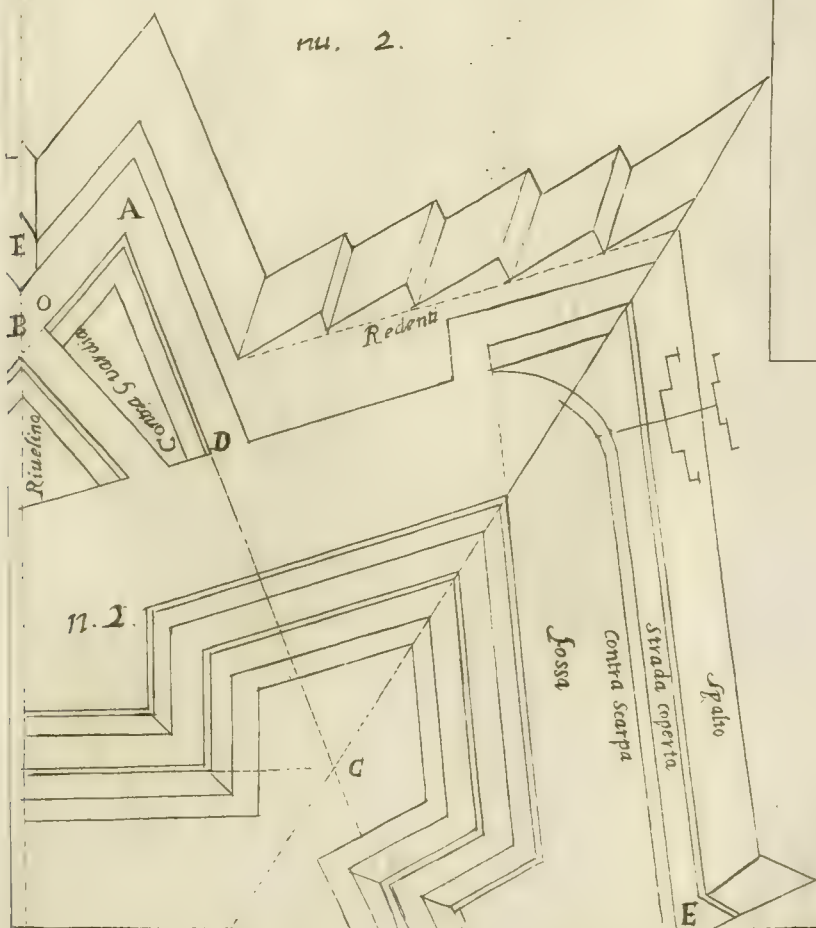 nu. 2.
A
E
O
B
Redenti
Contra Guardia
D
Riuelino
n. 2.
fossa
Contra scarpa
Strada coperta
Spalto
C
E